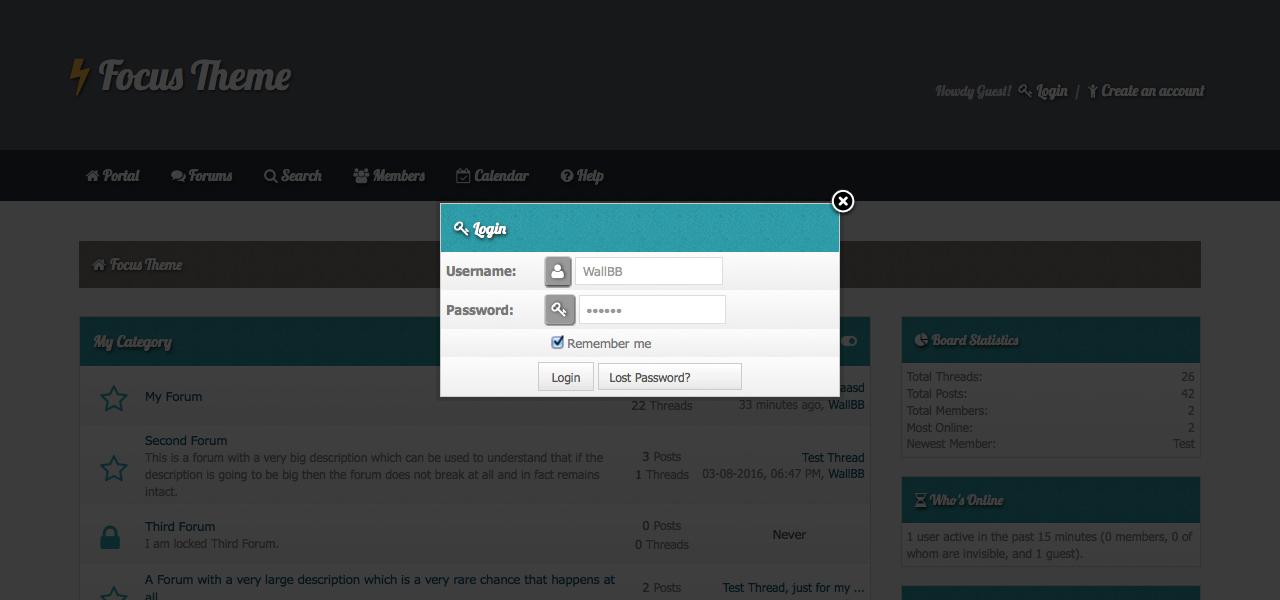 Focus Theme
Howdy Guest! Login / Create an account
Portal Forums Search Members Calendar Help
Login
Username: WallBB
Password: ••••••
Remember me
Login Lost Password?
Focus Theme
My Category
My Forum
22 Threads
aasd
33 minutes ago, WallBB
Second Forum
This is a forum with a very big description which can be used to understand that if the
description is going to be big then the forum does not break at all and in fact remains
intact.
3 Posts
1 Threads
Test Thread
03-08-2016, 06:47 PM, WallBB
Third Forum
I am locked Third Forum.
0 Posts
0 Threads
Never
A Forum with a very large description which is a very rare chance that happens at
all
2 Posts
Test Thread, just for my ...
Board Statistics
Total Threads: 26
Total Posts: 42
Total Members: 2
Most Online: 2
Newest Member: Test
Who's Online
1 user active in the past 15 minutes (0 members, 0 of
whom are invisible, and 1 guest).